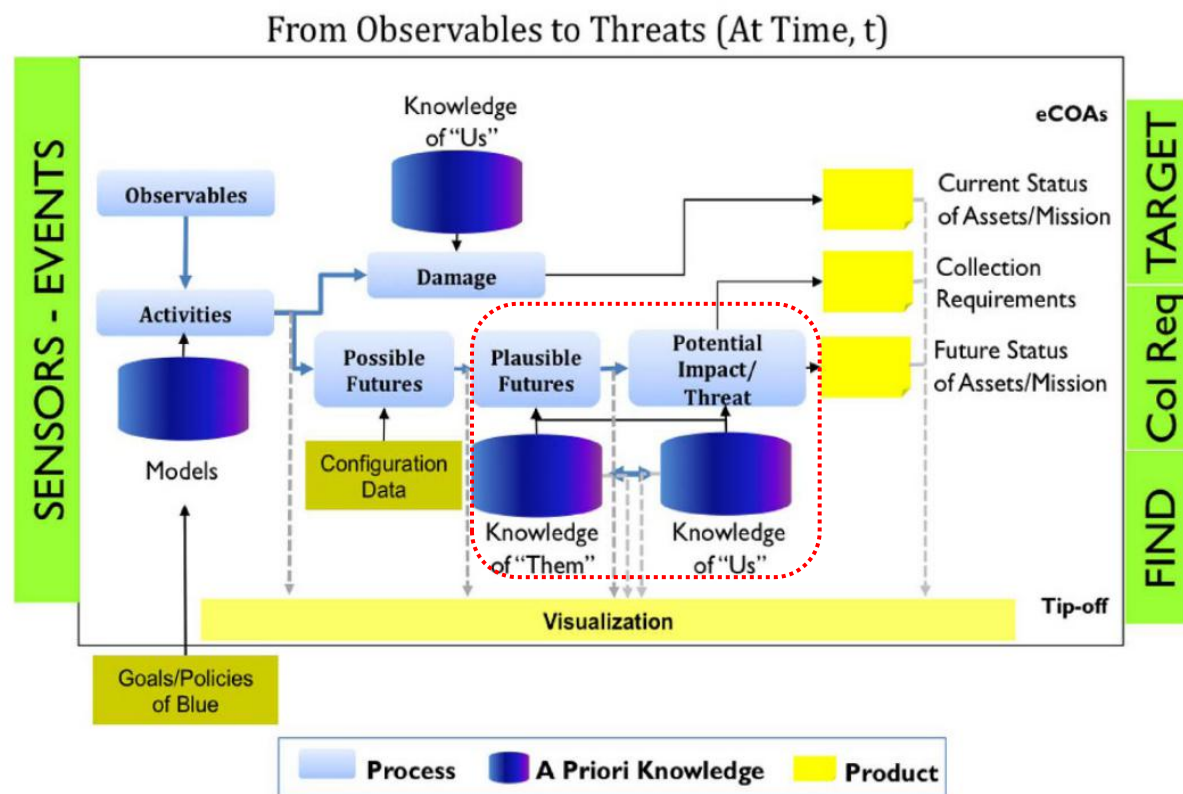 From Observables to Threats (At Time, t)
SENSORS - EVENTS
Knowledge
of "Us"
eCOAs
Observables
Current Status
of Assets/Mission
Damage
Collection
Requirements
Activities
Possible
Futures
Plausible
Futures
Potential
Impact/
Threat
Future Status
of Assets/Mission
Models
Configuration
Data
Knowledge
of "Them"
Knowledge
of "Us"
Tip-off
Visualization
TARGET
Col Req
FIND
Goals/Policies
of Blue
Process
A Priori Knowledge
Product